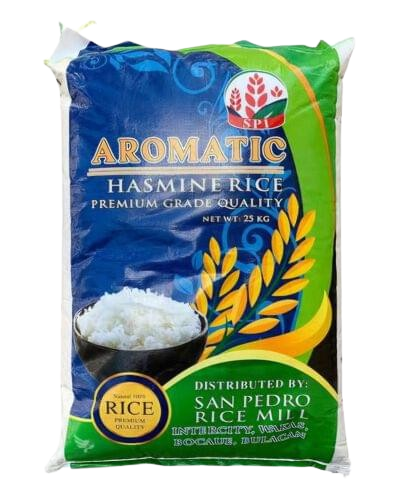 SPI
AROMATIC
HASMINE RICE
PREMIUM GRADE QUALITY
NET WT: 25 KG
Natural 100%
RICE
PREMIUM
QUALITY
DISTRIBUTED BY:
SAN PEDRO
RICE MILL
INTERCITY, WAKAS,
BOCAUE, BULACAN